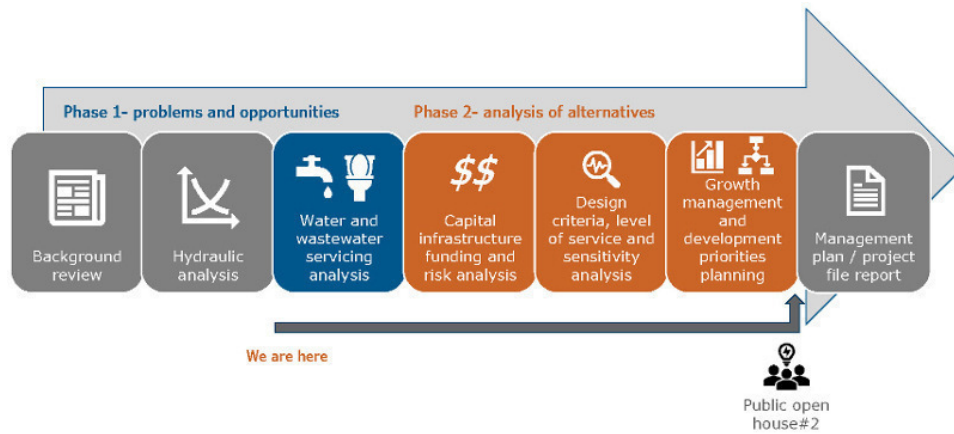 Phase 1- problems and opportunities
Phase 2- analysis of alternatives
Background
review
Hydraulic
analysis
Water and
wastewater
servicing
analysis
$$
Capital
infrastructure
funding and
risk analysis
Design
criteria, level
of service and
sensitivity
analysis
Growth
management
and
development
priorities
planning
Management
plan / project
file report
We are here
Public open
house#2